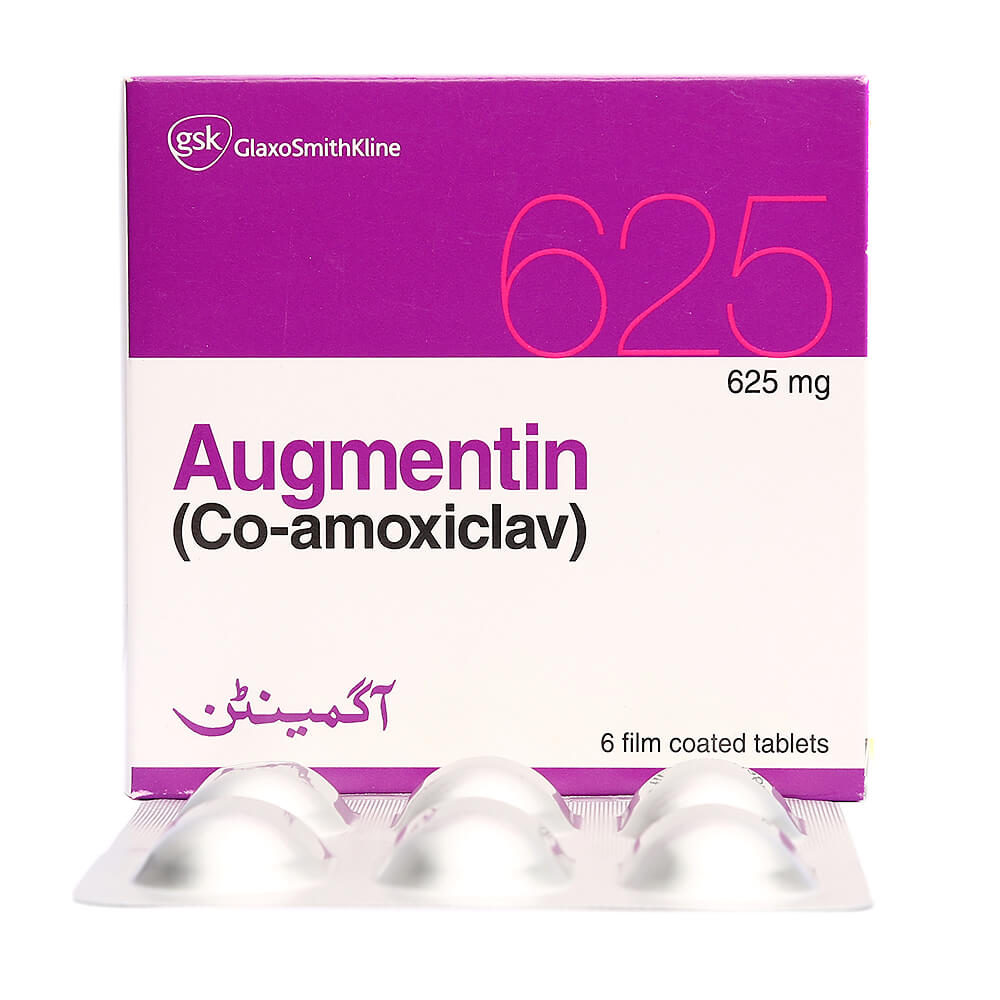 gsk GlaxoSmithKline
625
625 mg
Augmentin
(Co-amoxiclav)
آگمینٹن
6 film coated tablets